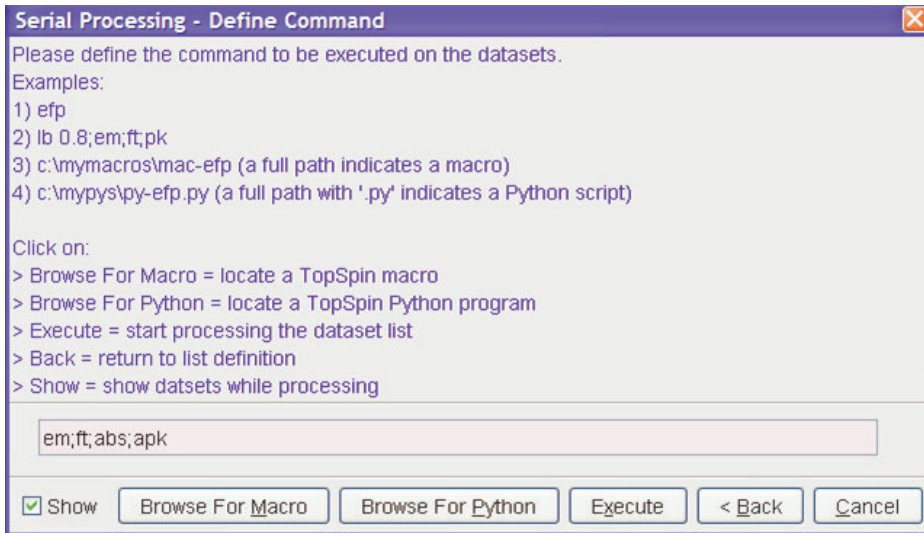 Serial Processing - Define Command
Please define the command to be executed on the datasets.
Examples:
1) efp
2) lb 0.8;em;ft;pk
3) c:\mymacros\mac-efp (a full path indicates a macro)
4) c:\mypys\py-efp.py (a full path with '.py' indicates a Python script)
Click on:
> Browse For Macro = locate a TopSpin macro
> Browse For Python = locate a TopSpin Python program
> Execute = start processing the dataset list
> Back = return to list definition
> Show = show datsets while processing
em;ft;abs;apk
Show Browse For Macro Browse For Python Execute < Back Cancel